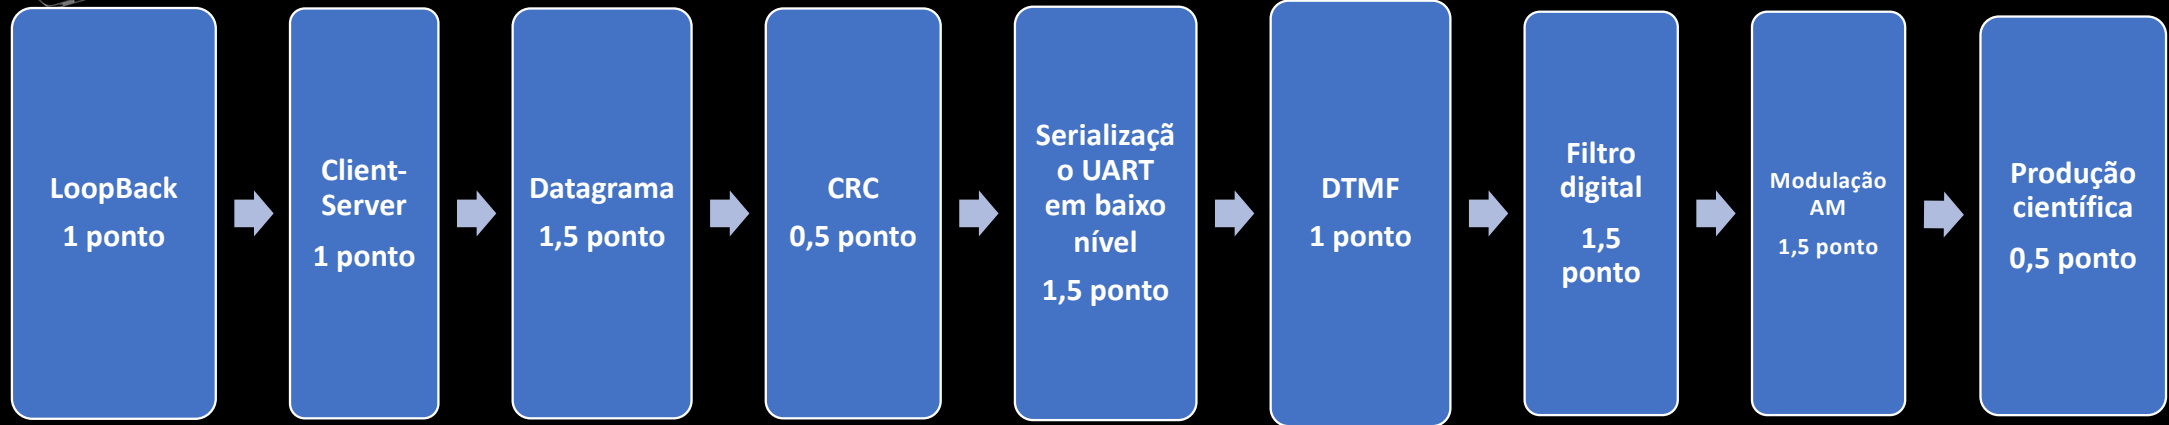 LoopBack
1 ponto
Client-
Server
1 ponto
Datagrama
1,5 ponto
CRC
0,5 ponto
Serializaçã
o UART
em baixo
nível
1,5 ponto
DTMF
1 ponto
Filtro
digital
1,5
ponto
Modulação
AM
1,5 ponto
Produção
científica
0,5 ponto